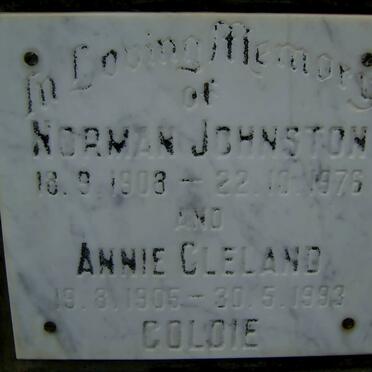 In Loving Memory
of
NORMAN JOHNSTON
18.9.1908 — 22.10.1976
AND
ANNIE CLELAND
19.8.1905 — 30.5.1993
GOLDIE